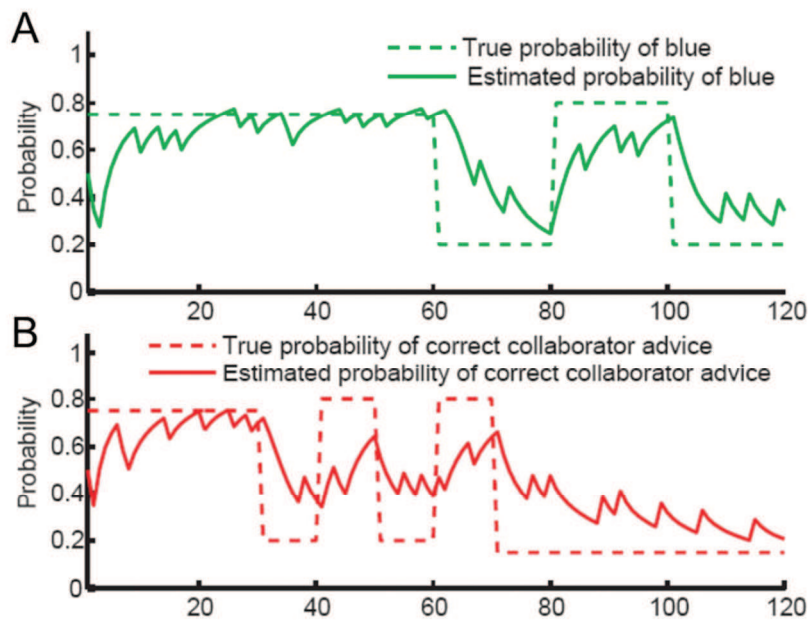 A
1
True probability of blue
Estimated probability of blue
0.8
0.6
0.4
0.2
0
Probability
20 40 60 80 100 120
B
1
True probability of correct collaborator advice
Estimated probability of correct collaborator advice
0.8
0.6
0.4
0.2
0
Probability
20 40 60 80 100 120